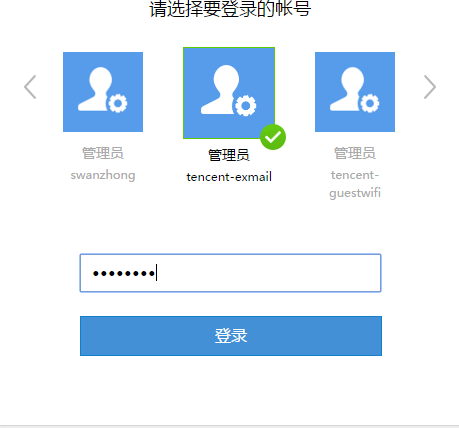 请选择要登录的帐号
管理员
swanzhong
管理员
tencent-exmail
管理员
tencent-
guestwifi
••••••••
登录